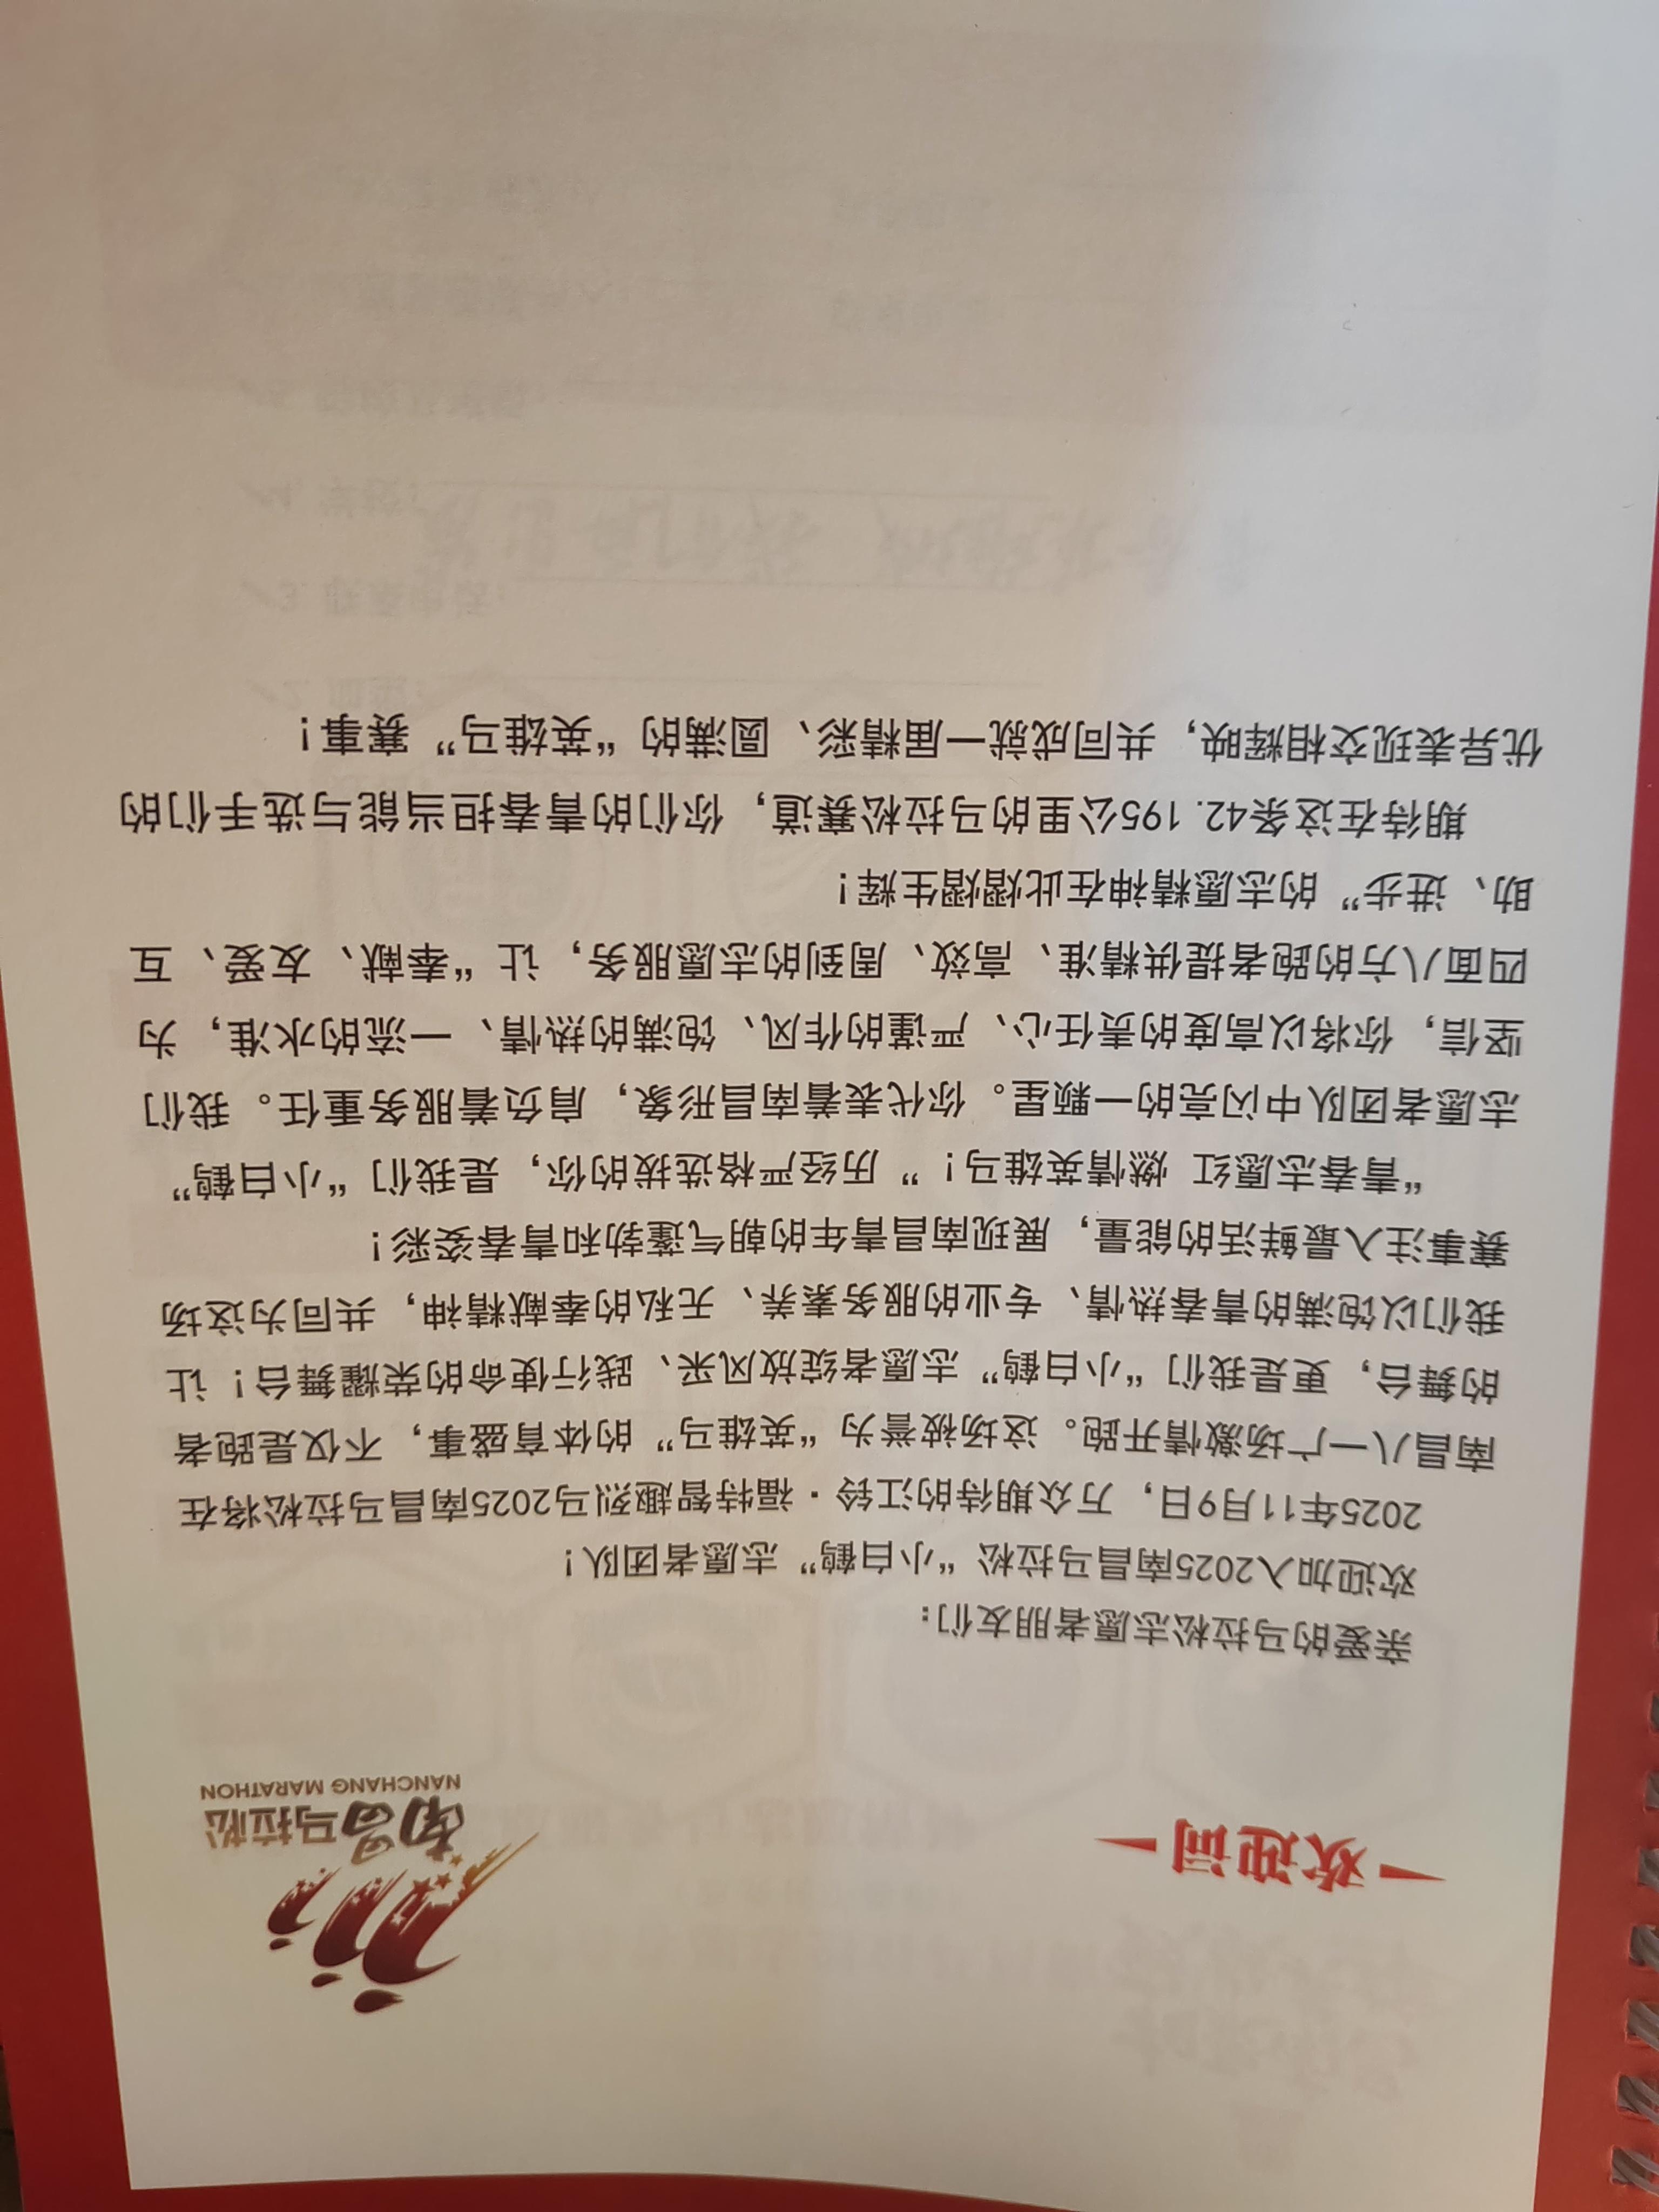 欢迎词
南昌马拉松
NANCHANG MARATHON
亲爱的马拉松志愿者朋友们：
欢迎加入2025南昌马拉松“小白鹤”志愿者团队！
2025年11月9日，万众期待的江铃·福特智趣烈马2025南昌马拉松将在
南昌八一广场激情开跑。这场被誉为“英雄马”的体育盛事，不仅是跑者
的舞台，更是我们“小白鹤”志愿者绽放风采、践行使命的荣耀舞台！让
我们以饱满的青春热情、专业的服务素养、无私的奉献精神，共同为这场
赛事注入最鲜活的能量，展现南昌青年的朝气蓬勃和青春姿彩！
“青春志愿红 燃情英雄马！”历经严格选拔的你，是我们“小白鹤”
志愿者团队中闪亮的一颗星。你代表着南昌形象，肩负着服务重任。我们
坚信，你将以高度的责任心、严谨的作风、饱满的热情、一流的水准，为
四面八方的跑者提供精准、高效、周到的志愿服务，让“奉献、友爱、互
助、进步”的志愿精神在此熠熠生辉！
期待在这条42.195公里的马拉松赛道，你们的青春担当能与选手们的
优异表现交相辉映，共同成就一届精彩、圆满的“英雄马”赛事！